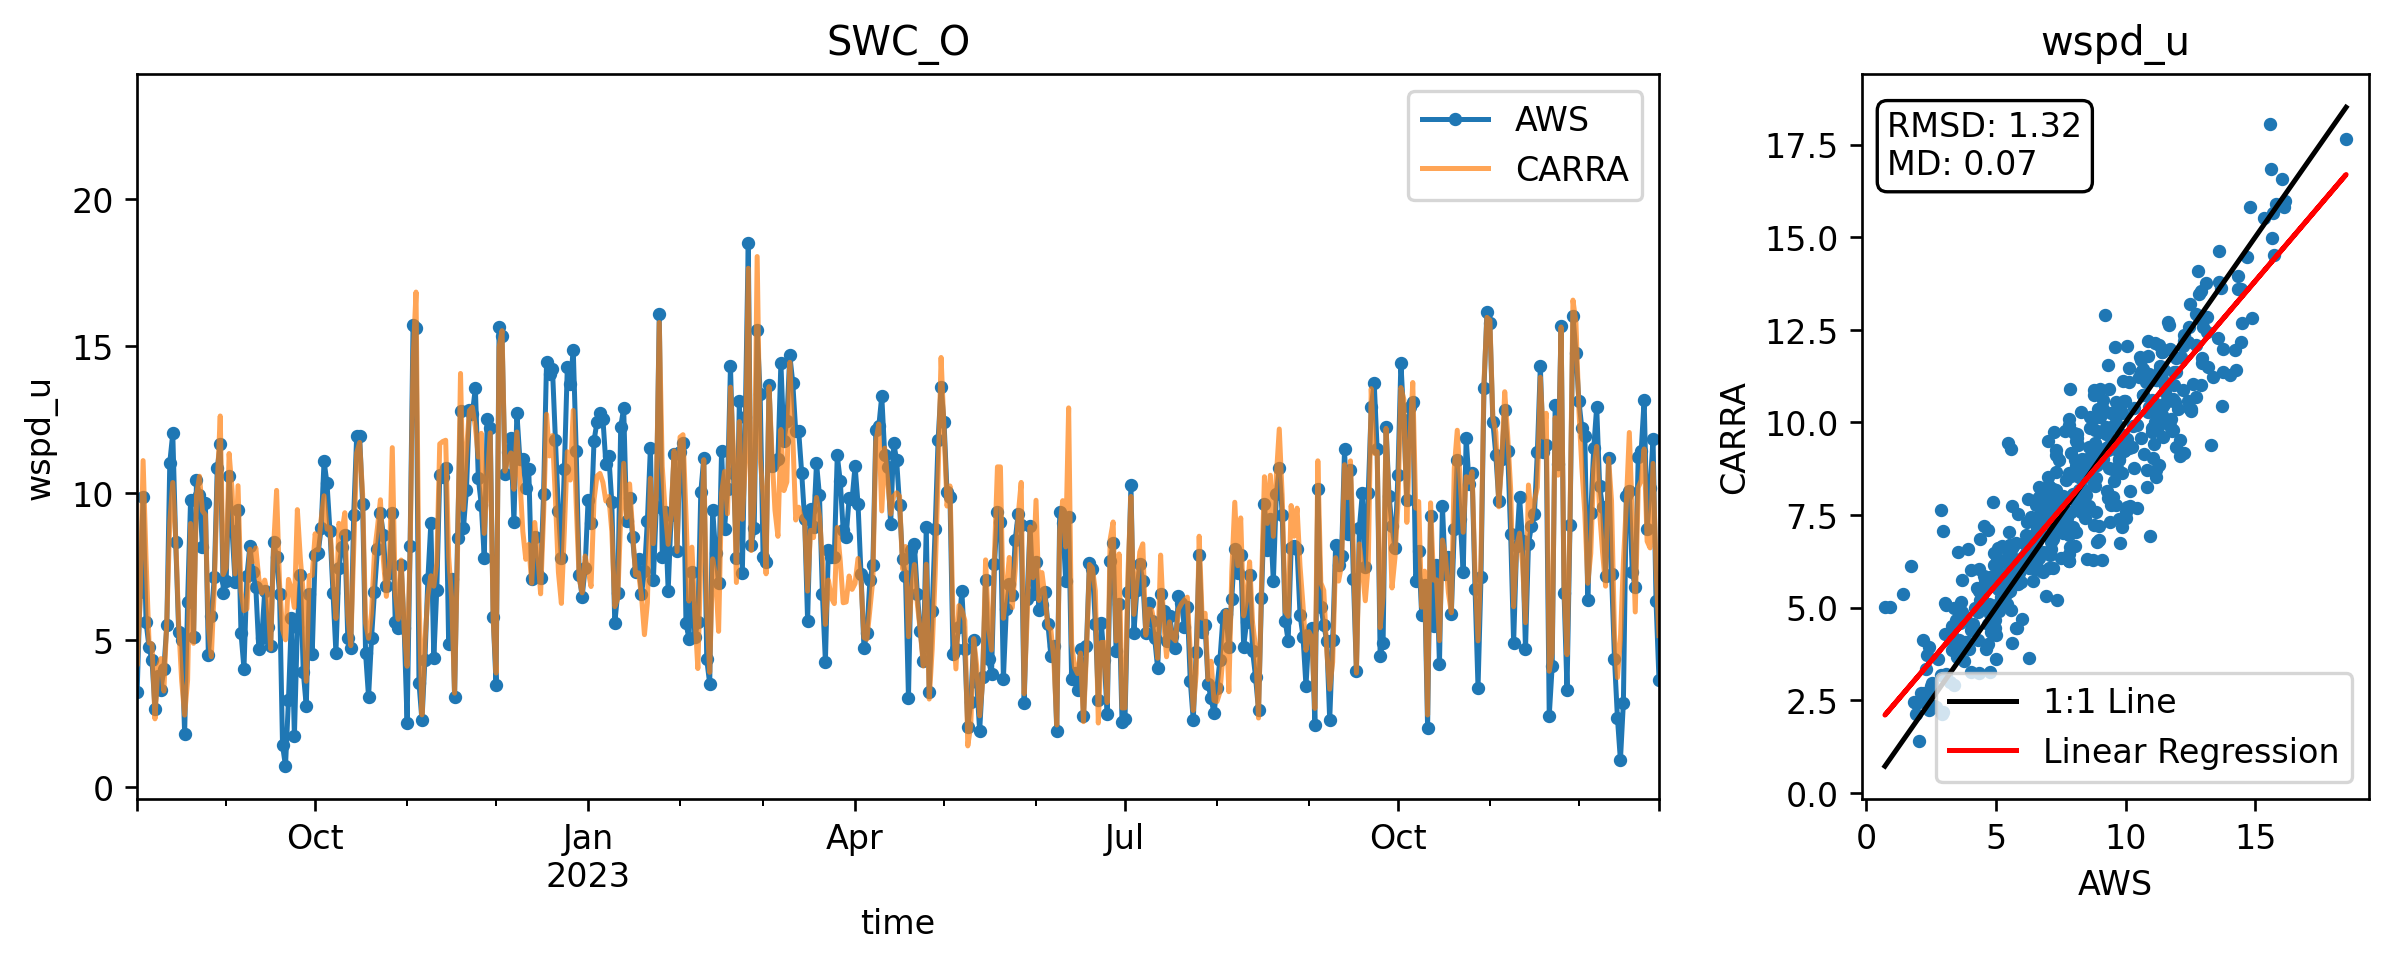 SWC_O
wspd_u
20
15
10
5
0
AWS
CARRA
Oct
Jan
2023
Apr
Jul
Oct
time
wspd_u
CARRA
17.5
15.0
12.5
10.0
7.5
5.0
2.5
0.0
RMSD: 1.32
MD: 0.07
1:1 Line
Linear Regression
0
5
10
15
AWS